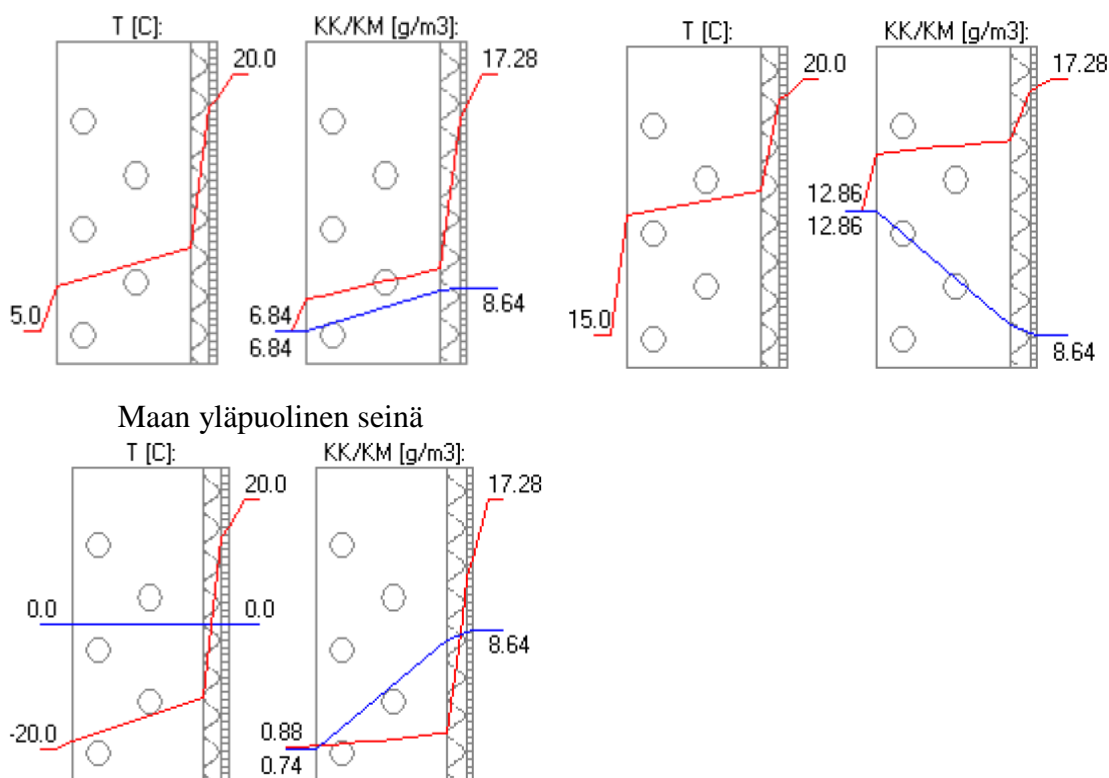 T [C]: KK/KM [g/m3]: T [C]: KK/KM [g/m3]:
20.0 17.28 20.0 17.28
12.86
12.86
5.0 6.84 8.64 15.0 8.64
6.84
Maan yläpuolinen seinä
T [C]: KK/KM [g/m3]:
20.0 17.28
0.0 0.0
8.64
-20.0 0.88
0.74